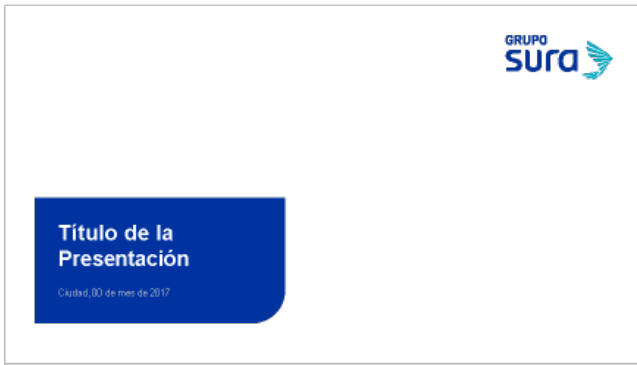 GRUPO
sura
Título de la
Presentación
Ciudad,00 de mes de 2017